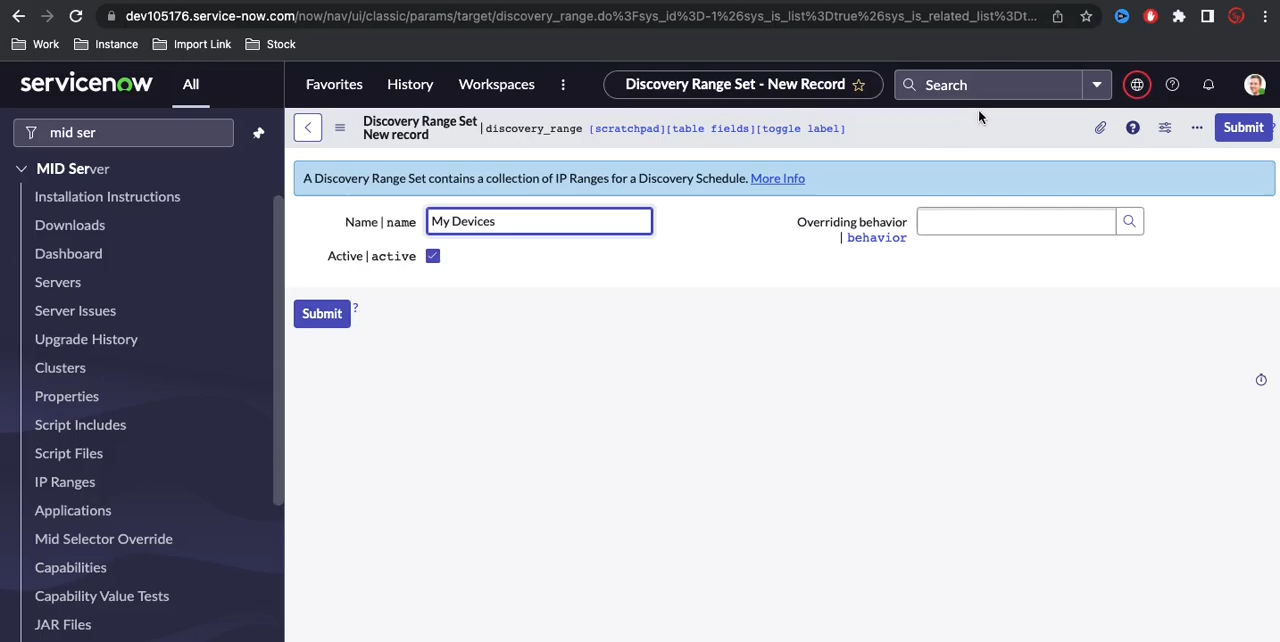 dev105176.service-now.com/now/nav/ui/classic/params/target/discovery_range.do%3Fsys_id%3D-1%26sys_is_list%3Dtrue%26sys_is_related_list%3Dt...
Work Instance Import Link Stock
servicenow All Favorites History Workspaces Discovery Range Set - New Record Search
mid ser
Discovery Range Set
New record
| discovery_range [scratchpad][table fields][toggle label]
Submit
?
MID Server
A Discovery Range Set contains a collection of IP Ranges for a Discovery Schedule. More Info
Installation Instructions
Downloads
Dashboard
Servers
Server Issues
Upgrade History
Clusters
Properties
Script Includes
Script Files
IP Ranges
Applications
Mid Selector Override
Capabilities
Capability Value Tests
JAR Files
Name | name My Devices
Overriding behavior
| behavior
Active | active
Submit ?